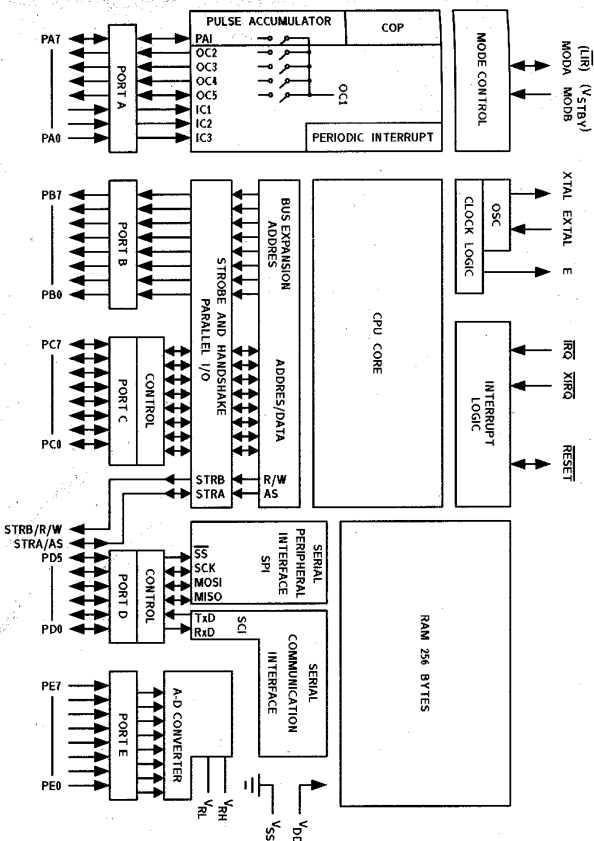 PULSE ACCUMULATOR
COP
PAI
OC2
OC3
OC4
OC5
IC1
IC2
IC3
OC1
PERIODIC INTERRUPT
PA7
PA0
PORT A
MODE CONTROL
(LIR) (VSTBY)
MODA MODB
PB7
PB0
PORT B
STROBE AND HANDSHAKE
PARALLEL I/O
BUS EXPANSION
ADDRES
ADDRES/DATA
CPU CORE
OSC
CLOCK LOGIC
XTAL EXTAL E
PC7
PC0
PORT C
CONTROL
STRB
STRA
R/W
AS
INTERRUPT
LOGIC
IRQ XIRQ RESET
STRB/R/W
STRA/AS
PD5
PD0
PORT D
CONTROL
SS
SCK
MOSI
MISO
SERIAL
PERIPHERAL
INTERFACE
SPI
TxD
RxD
SCI
SERIAL
COMMUNICATION
INTERFACE
RAM 256 BYTES
PE7
PE0
PORT E
A-D CONVERTER
VRH
VRL
VDD
VSS